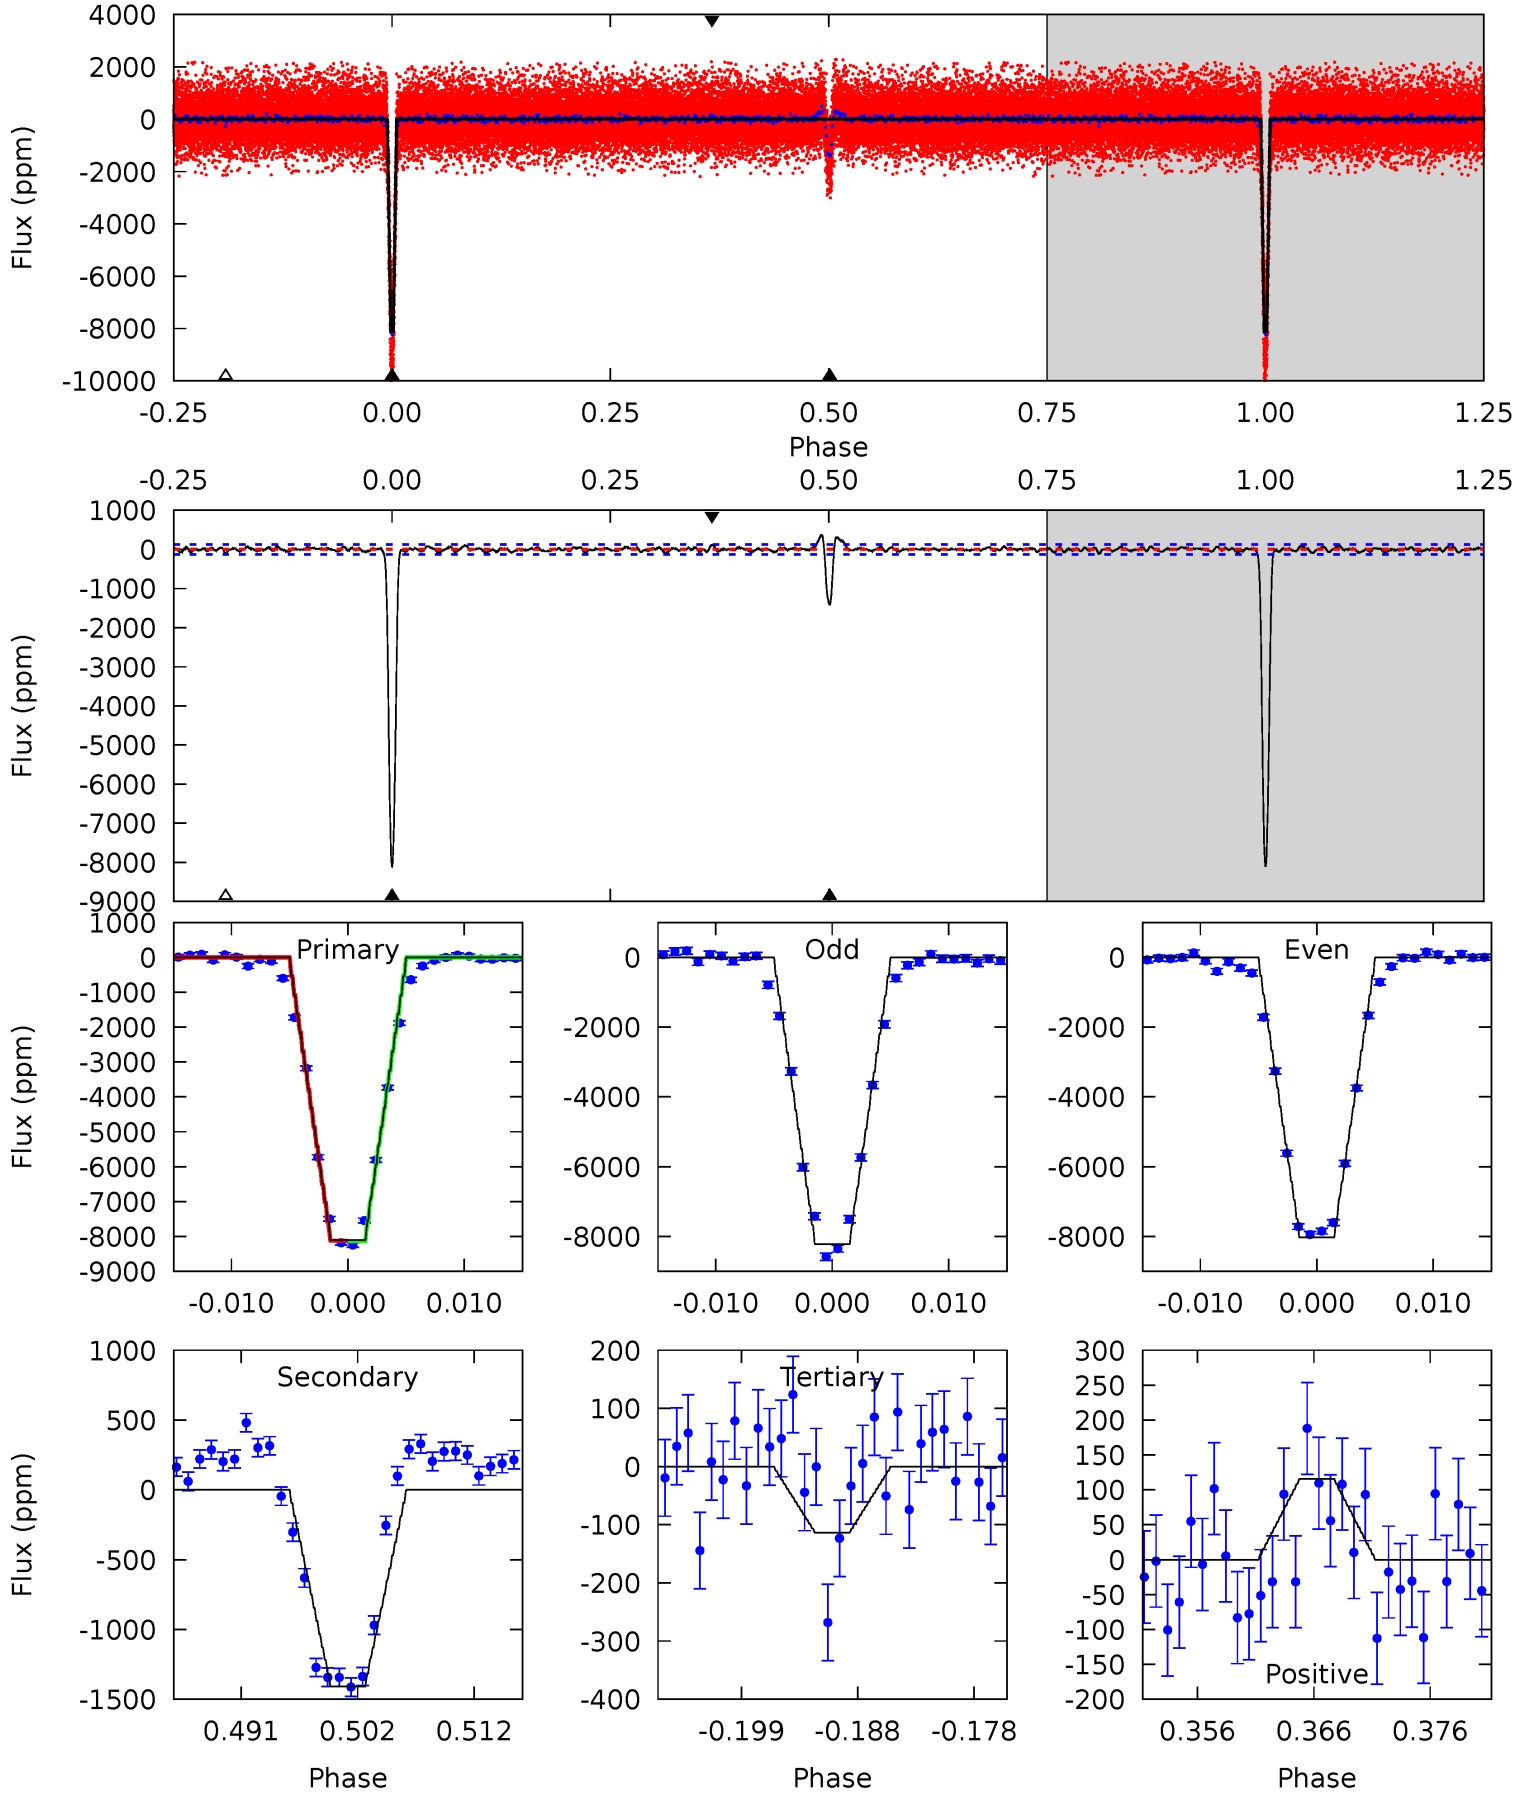 4000
2000
0
-2000
-4000
-6000
-8000
-10000
Flux (ppm)
-0.25 0.00 0.25 0.50 0.75 1.00 1.25
Phase
-0.25 0.00 0.25 0.50 0.75 1.00 1.25
1000
0
-1000
-2000
-3000
-4000
-5000
-6000
-7000
-8000
-9000
Flux (ppm)
Primary
1000
0
-1000
-2000
-3000
-4000
-5000
-6000
-7000
-8000
-9000
Flux (ppm)
-0.010 0.000 0.010
Odd
0
-2000
-4000
-6000
-8000
-0.010 0.000 0.010
Even
0
-2000
-4000
-6000
-8000
-0.010 0.000 0.010
Secondary
1000
500
0
-500
-1000
-1500
Flux (ppm)
0.491 0.502 0.512
Phase
Tertiary
200
100
0
-100
-200
-300
-400
-0.199 -0.188 -0.178
Phase
300
250
200
150
100
50
0
-50
-100
-150
-200
Positive
0.356 0.366 0.376
Phase